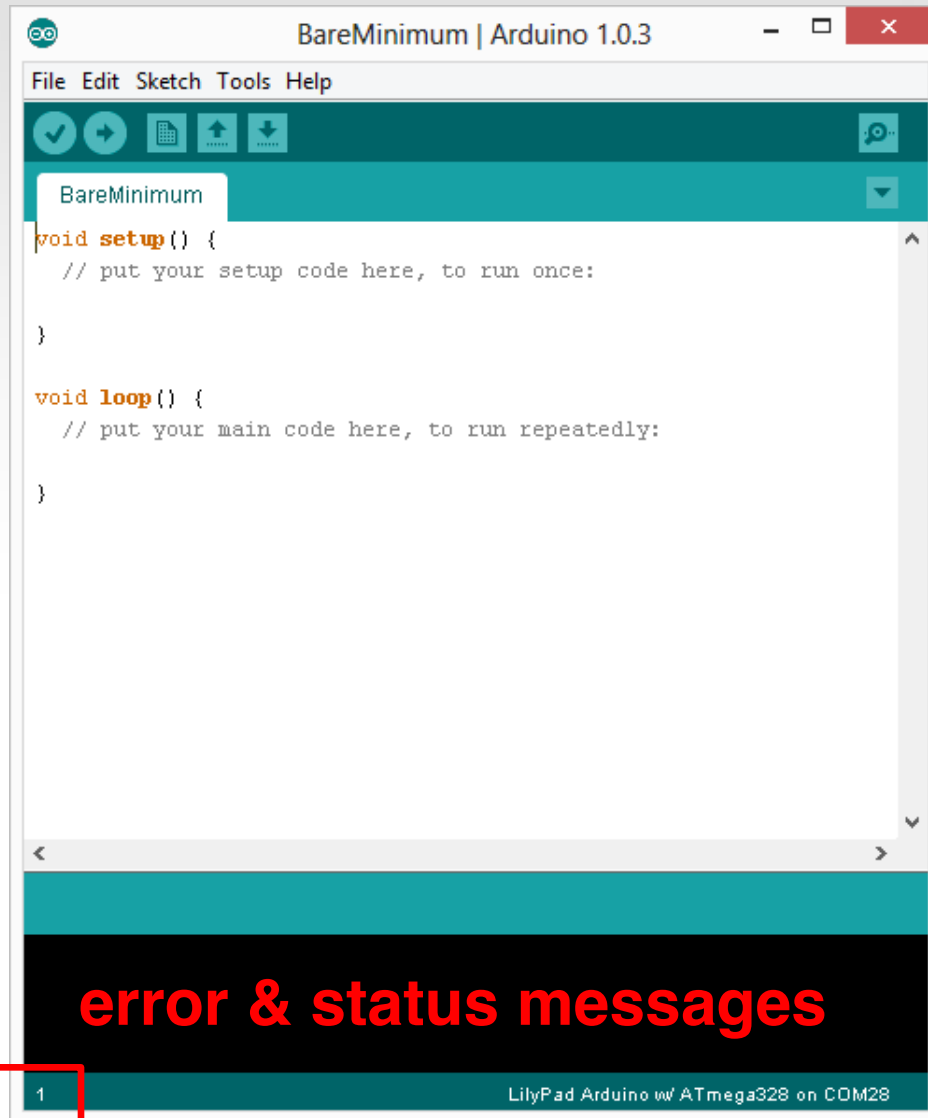 BareMinimum | Arduino 1.0.3
File Edit Sketch Tools Help
BareMinimum
void setup() {
  // put your setup code here, to run once:
}
void loop() {
  // put your main code here, to run repeatedly:
}
error & status messages
1 LilyPad Arduino w/ ATmega328 on COM28